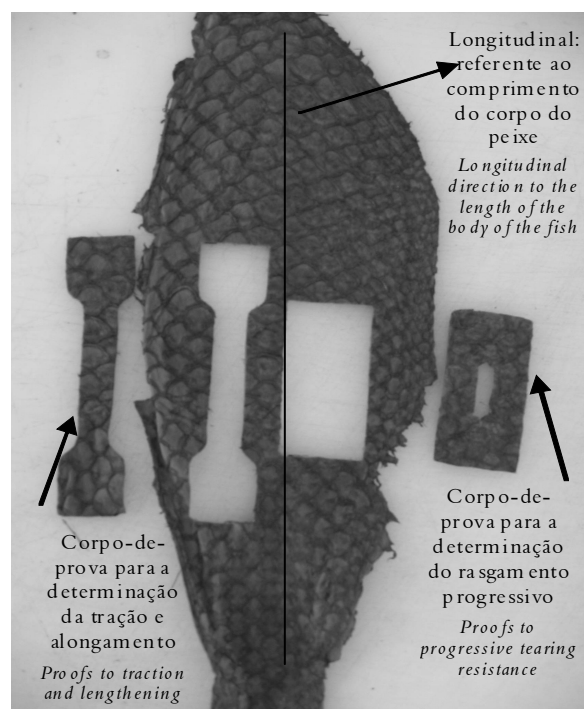 Longitudinal:
referente ao
comprimento
do corpo do
peixe
Longitudinal
direction to the
length of the
body of the fish
Corpo-de-
prova para a
determinação
da tração e
alongamento
Proofs to traction
and lengthening
Corpo-de-
prova para a
determinação
do rasgamento
progressivo
Proofs to
progressive tearing
resistance